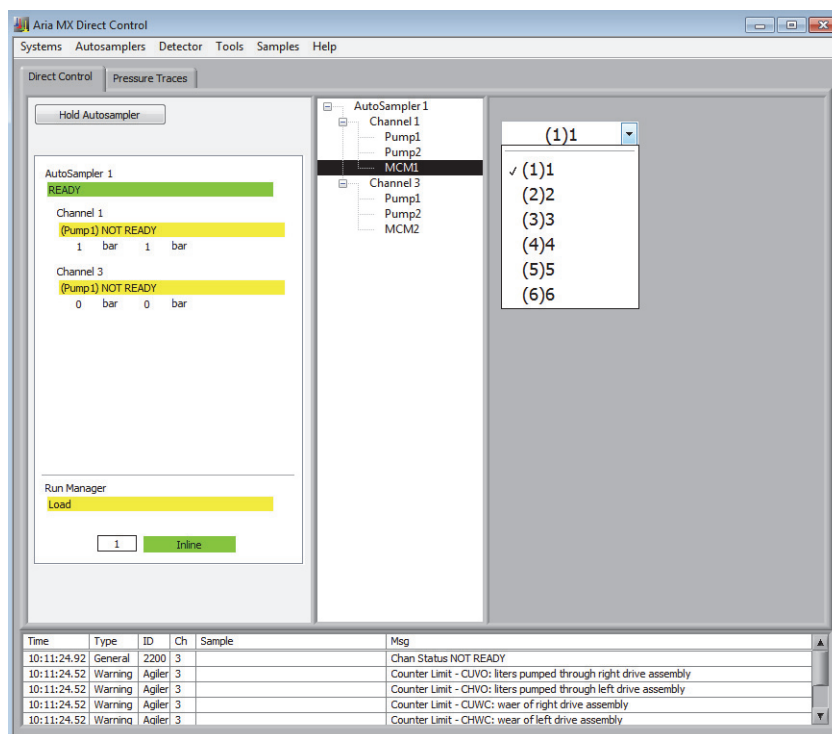 Aria MX Direct Control
Systems Autosamplers Detector Tools Samples Help
Direct Control Pressure Traces
Hold Autosampler
AutoSampler 1
READY
Channel 1
(Pump1) NOT READY
1 bar 1 bar
Channel 3
(Pump1) NOT READY
0 bar 0 bar
Run Manager
Load
1 Inline
AutoSampler 1
Channel 1
Pump1
Pump2
MCM1
Channel 3
Pump1
Pump2
MCM2
(1)1
(1)1
(2)2
(3)3
(4)4
(5)5
(6)6
Time Type ID Ch Sample Msg
10:11:24.92 General 2200 3 Chan Status NOT READY
10:11:24.52 Warning Agiler 3 Counter Limit - CUVO: liters pumped through right drive assembly
10:11:24.52 Warning Agiler 3 Counter Limit - CHVO: liters pumped through left drive assembly
10:11:24.52 Warning Agiler 3 Counter Limit - CUWC: waer of right drive assembly
10:11:24.52 Warning Agiler 3 Counter Limit - CHWC: wear of left drive assembly